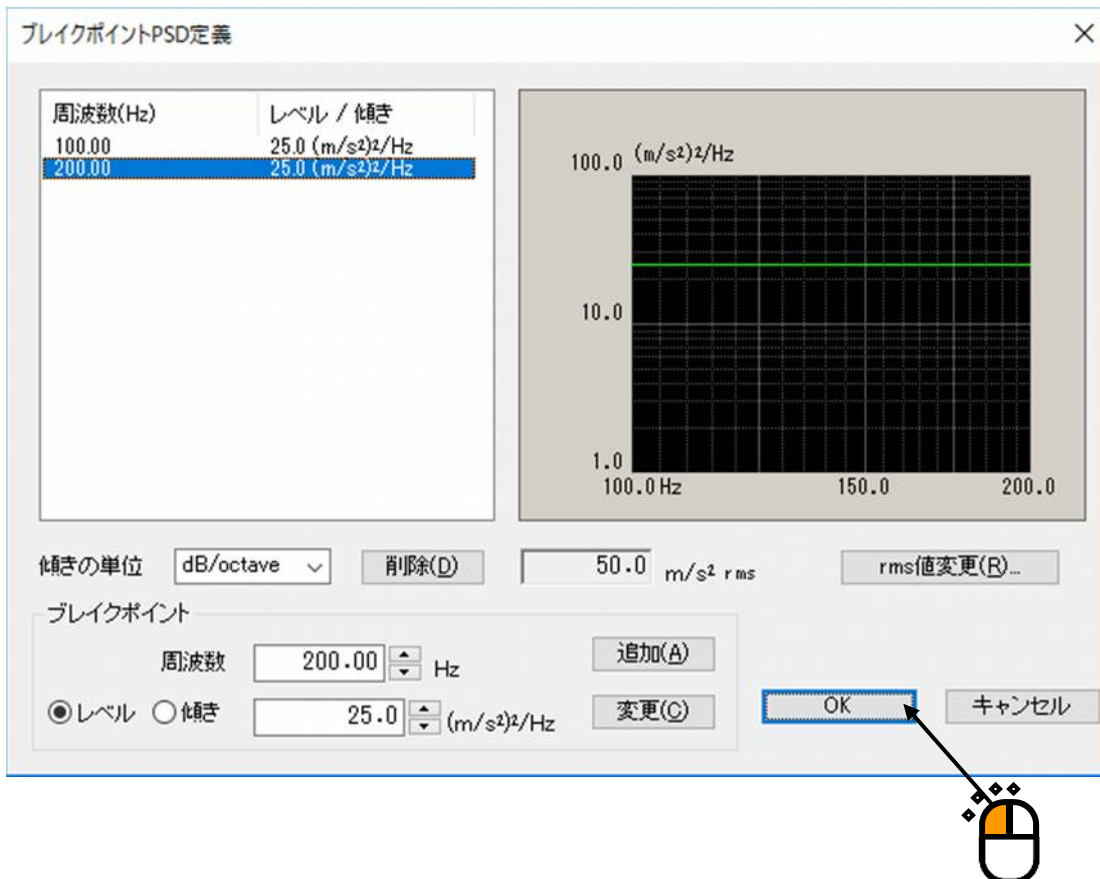 ブレイクポイントPSD定義
周波数(Hz) レベル / 傾き
100.00 25.0 (m/s²)²/Hz
200.00 25.0 (m/s²)²/Hz
100.0 (m/s²)²/Hz
10.0
1.0
100.0 Hz 150.0 200.0
傾きの単位 dB/octave 削除(D) 50.0 m/s² rms rms値変更(R)...
ブレイクポイント
周波数 200.00 Hz 追加(A)
レベル 傾き 25.0 (m/s²)²/Hz 変更(C) OK キャンセル